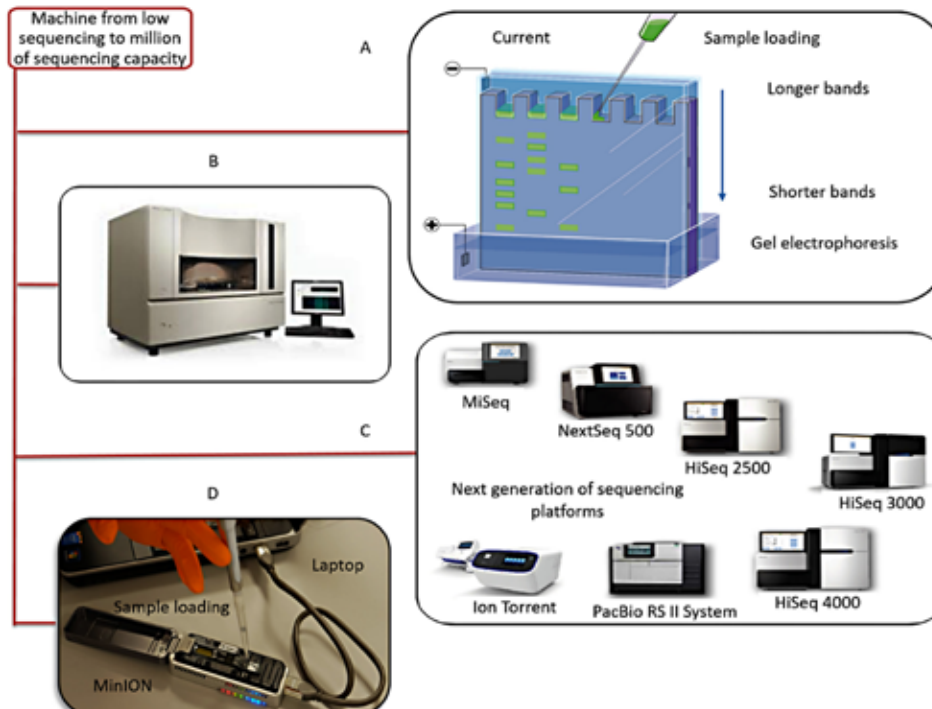 Machine from low
sequencing to million
of sequencing capacity
A
Current
Sample loading
Longer bands
Shorter bands
Gel electrophoresis
B
C
MiSeq
NextSeq 500
HiSeq 2500
HiSeq 3000
Next generation of sequencing
platforms
Ion Torrent
PacBio RS II System
HiSeq 4000
D
Laptop
Sample loading
MinION